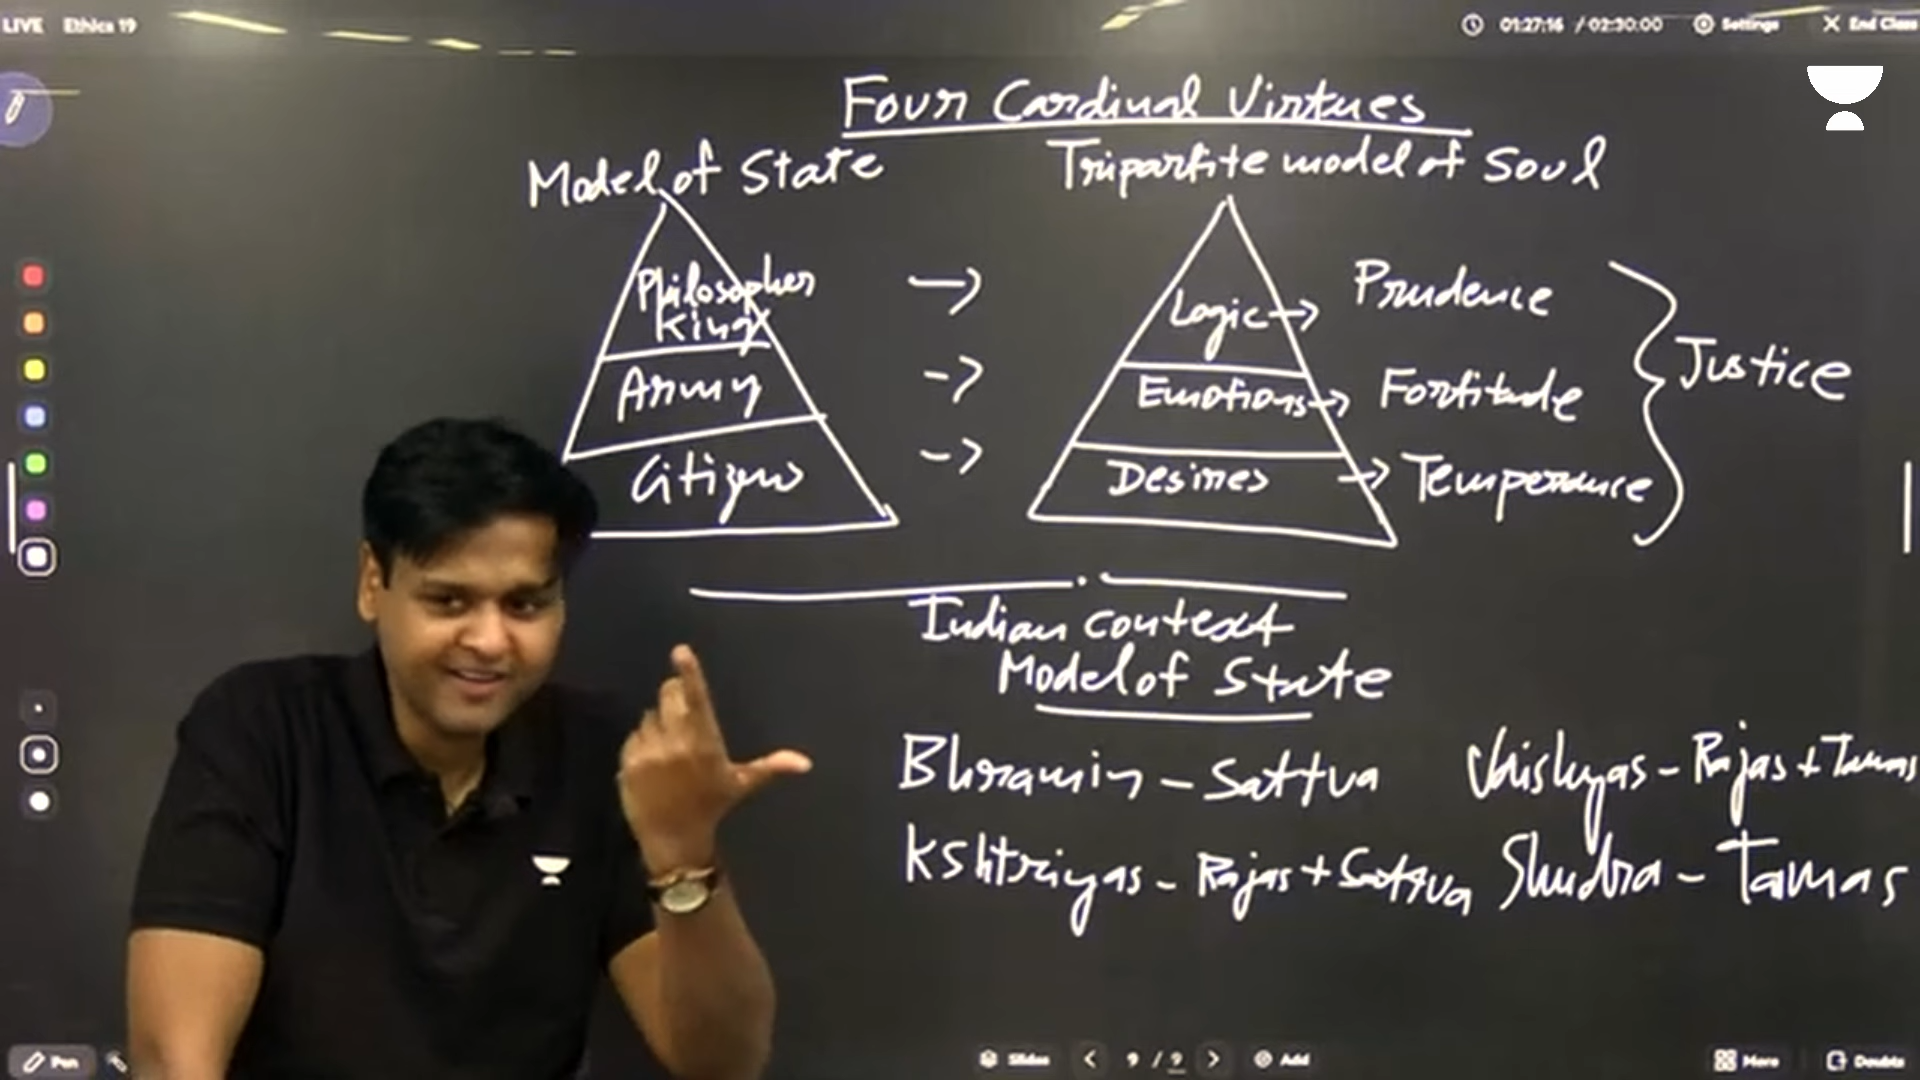 LIVE Ethics 19
01:27:16 / 02:30:00 Settings End Class
Four Cardinal Virtues
Model of State
Tripartite model of Soul
Philosopher
King
Army
Citizens
Logic → Prudence
Emotions → Fortitude
Desires → Temperance
Justice
Indian Context
Model of State
Bhramin - Sattva
Vaishyas - Rajas + Tamas
Kshtriyas - Rajas + Sattva
Shudra - Tamas
Pen
Slides < 9 / 9 > Add
More Doubts